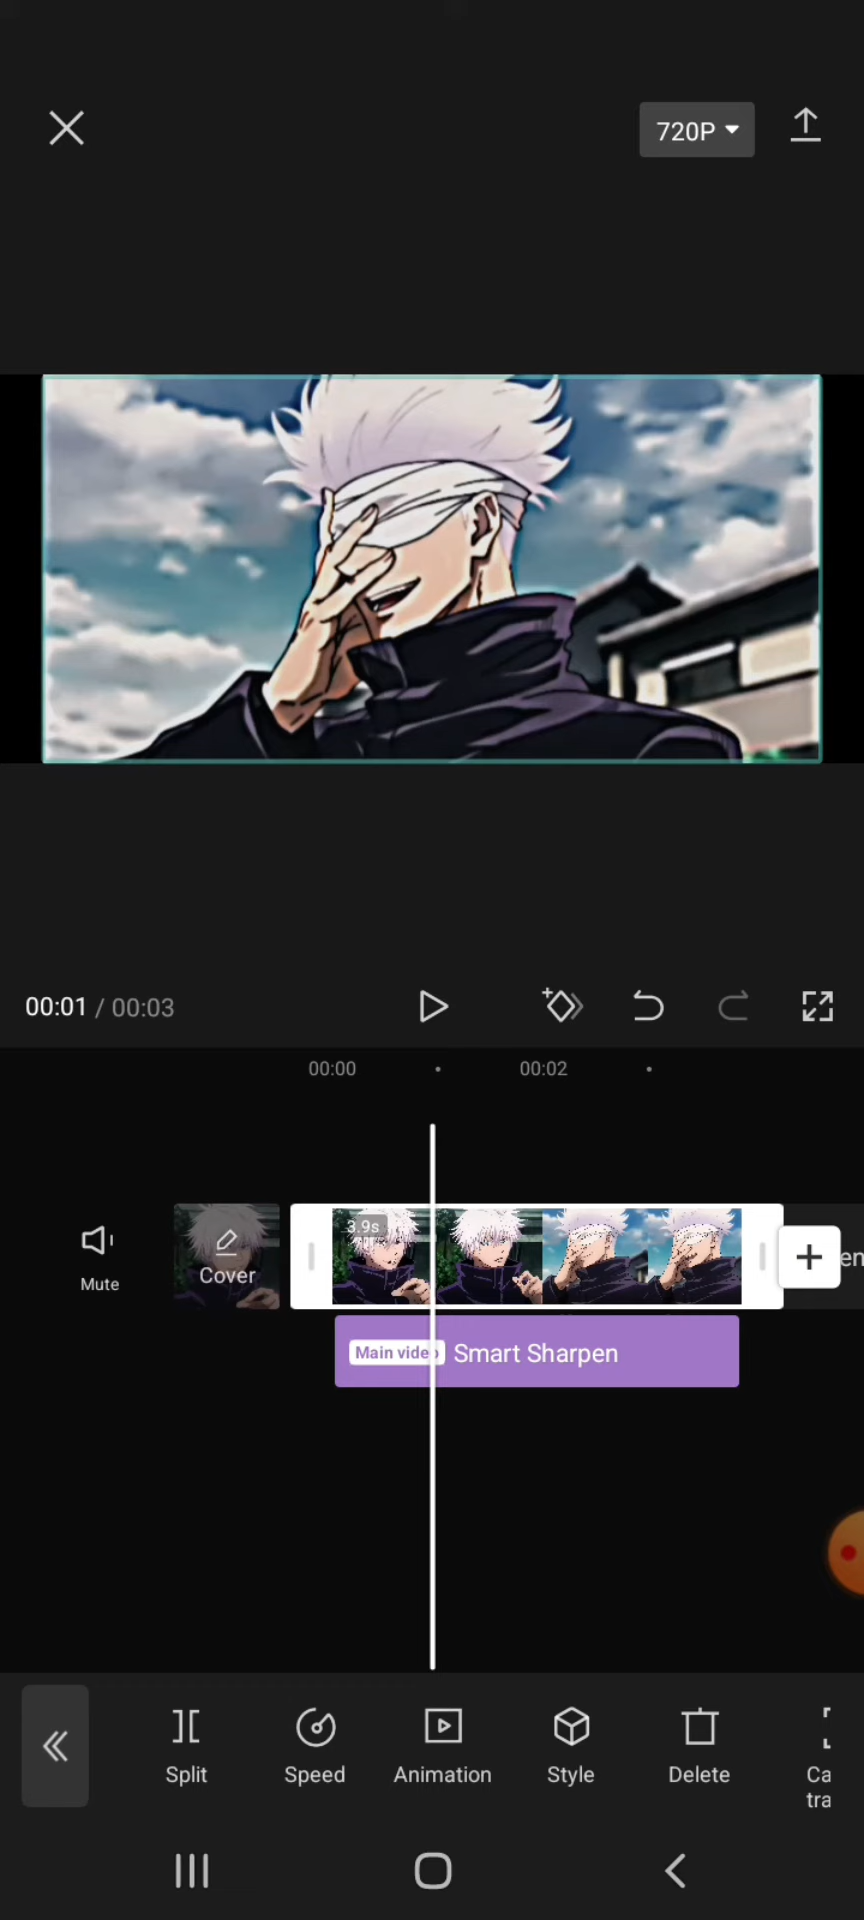 720P
00:01 / 00:03
00:00
00:02
3.9s
Mute
Cover
Main video
Smart Sharpen
Split
Speed
Animation
Style
Delete